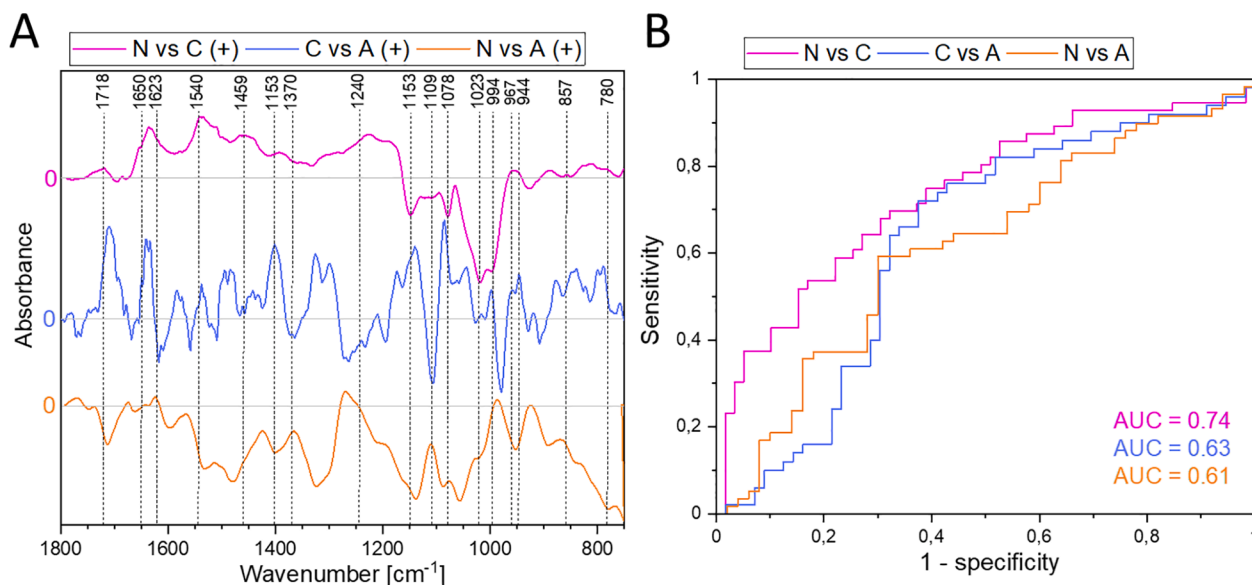 A
N vs C (+) C vs A (+) N vs A (+)
1718 1650 1623 1540 1459 1153 1370 1240 1153 1109 1078 1023 994 967 944 857 780
0
0
0
Absorbance
1800 1600 1400 1200 1000 800
Wavenumber [cm⁻¹]
B
N vs C C vs A N vs A
1
0,8
0,6
0,4
0,2
0
Sensitivity
AUC = 0.74
AUC = 0.63
AUC = 0.61
0 0,2 0,4 0,6 0,8 1
1 - specificity